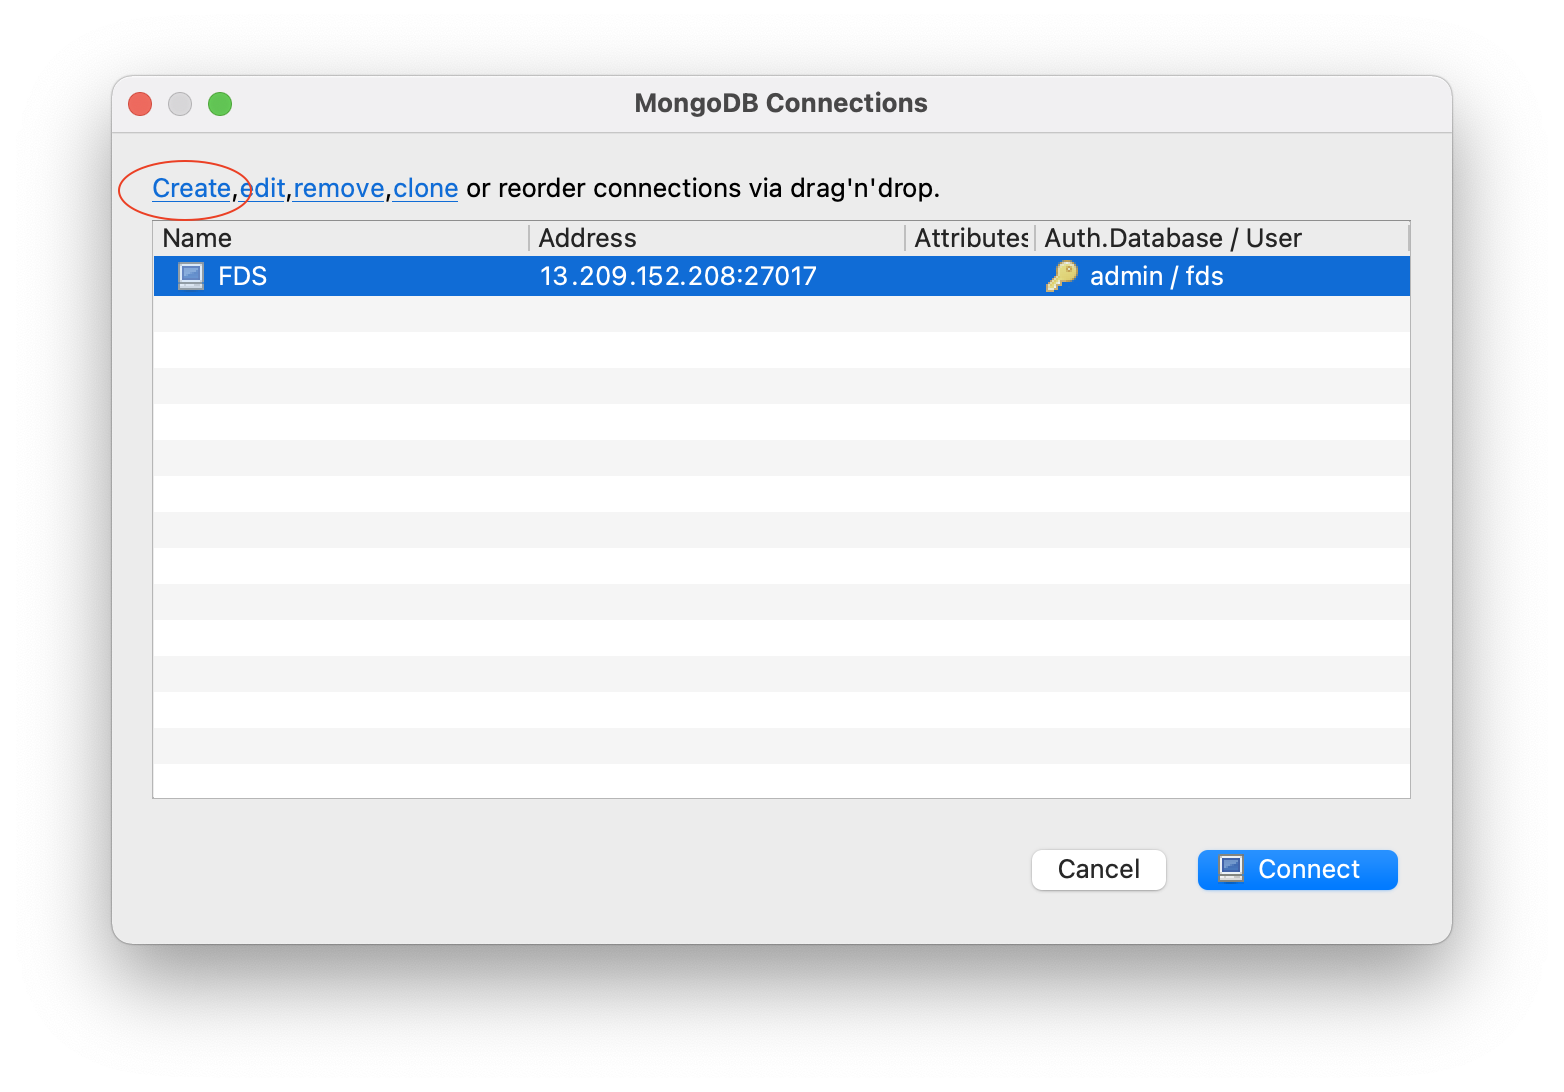 MongoDB Connections
Create,edit,remove,clone or reorder connections via drag'n'drop.
Name Address Attributes Auth.Database / User
FDS 13.209.152.208:27017 admin / fds
Cancel Connect